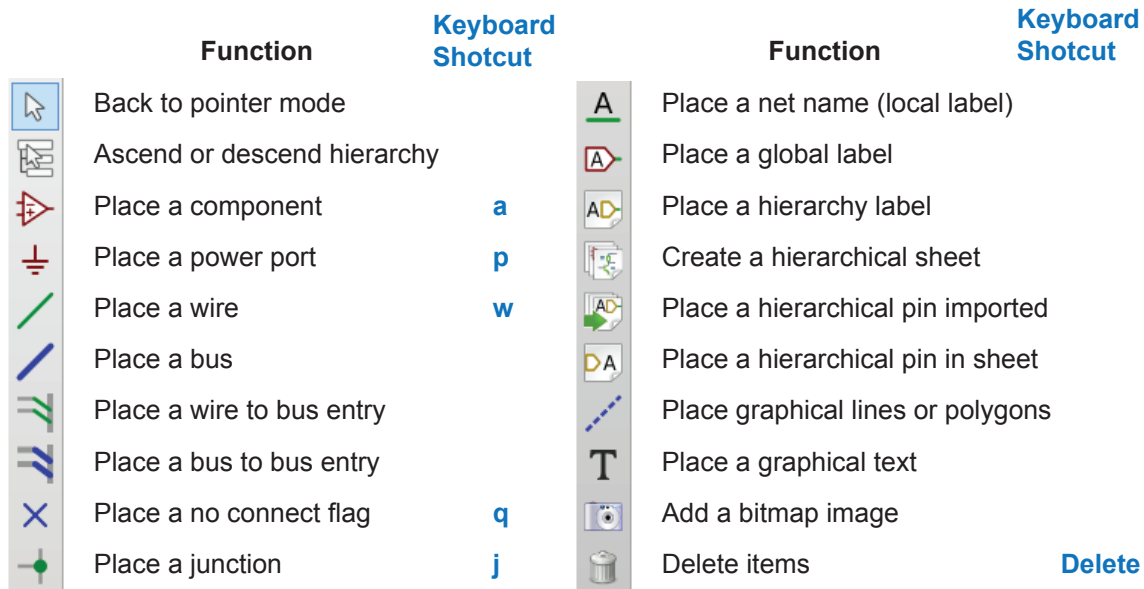 Function Keyboard Shotcut
Back to pointer mode
Ascend or descend hierarchy
Place a component a
Place a power port p
Place a wire w
Place a bus
Place a wire to bus entry
Place a bus to bus entry
Place a no connect flag q
Place a junction j
Function Keyboard Shotcut
A Place a net name (local label)
A Place a global label
A Place a hierarchy label
Create a hierarchical sheet
A Place a hierarchical pin imported
A Place a hierarchical pin in sheet
Place graphical lines or polygons
T Place a graphical text
Add a bitmap image
Delete items Delete